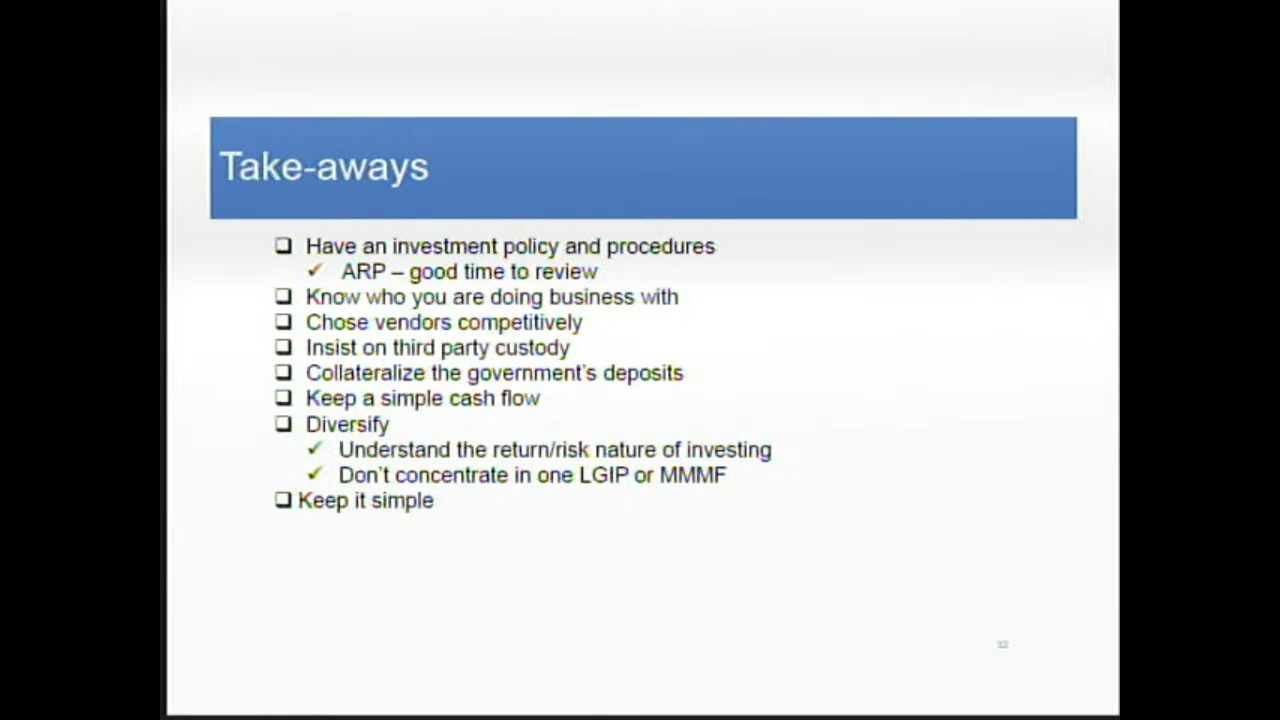 Take-aways
Have an investment policy and procedures
ARP – good time to review
Know who you are doing business with
Chose vendors competitively
Insist on third party custody
Collateralize the government's deposits
Keep a simple cash flow
Diversify
Understand the return/risk nature of investing
Don't concentrate in one LGIP or MMMF
Keep it simple